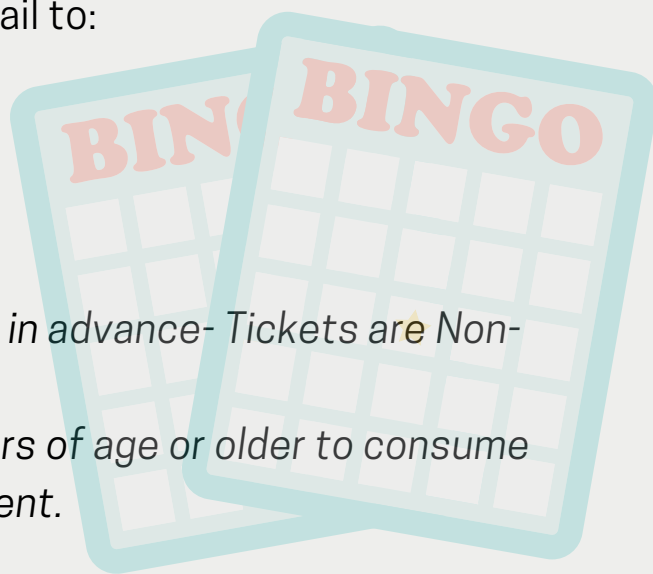 ail to:
BINGO
BIN
in advance- Tickets are Non-
rs of age or older to consume
ent.